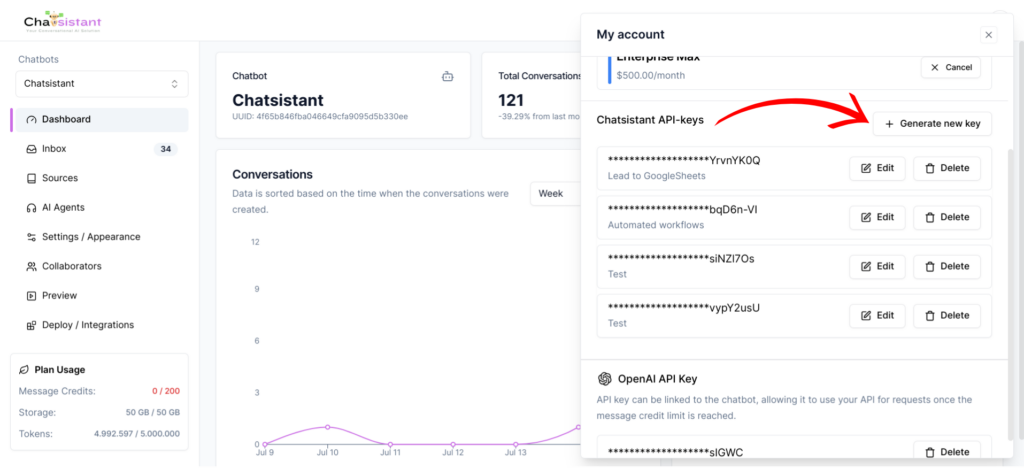 Chatsistant
Chatbots
Chatsistant
Dashboard
Inbox
34
Sources
AI Agents
Settings / Appearance
Collaborators
Preview
Deploy / Integrations
Plan Usage
Message Credits:
0 / 200
Storage:
50 GB / 50 GB
Tokens:
4.992.597 / 5.000.000
Chatbot
Chatsistant
UUID: 4f65b846fba046649cfa9095d5b330ee
Total Conversations
121
-39.29% from last mo
Conversations
Data is sorted based on the time when the conversations were
created.
Week
12
9
6
3
0
Jul 9
Jul 10
Jul 11
Jul 12
Jul 13
My account
Enterprise Max
$500.00/month
Cancel
Chatsistant API-keys
Generate new key
*******************YrvnYK0Q
Lead to GoogleSheets
Edit
Delete
*******************bqD6n-VI
Automated workflows
Edit
Delete
*******************siNZI7Os
Test
Edit
Delete
*******************vypY2usU
Test
Edit
Delete
OpenAI API Key
API key can be linked to the chatbot, allowing it to use your API for requests once the
message credit limit is reached.
*******************sIGWC
Delete